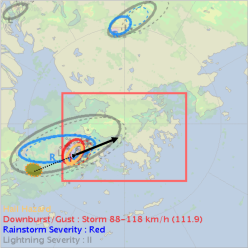 R
Downburst/Gust : Storm 88-118 km/h (111.9)
Rainstorm Severity : Red
Lightning Severity : II